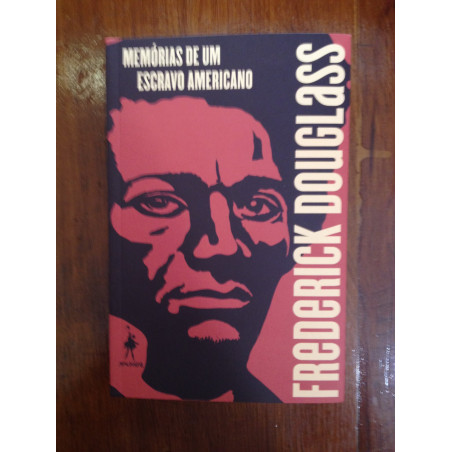 MEMÓRIAS DE UM
ESCRAVO AMERICANO
FREDERICK DOUGLASS